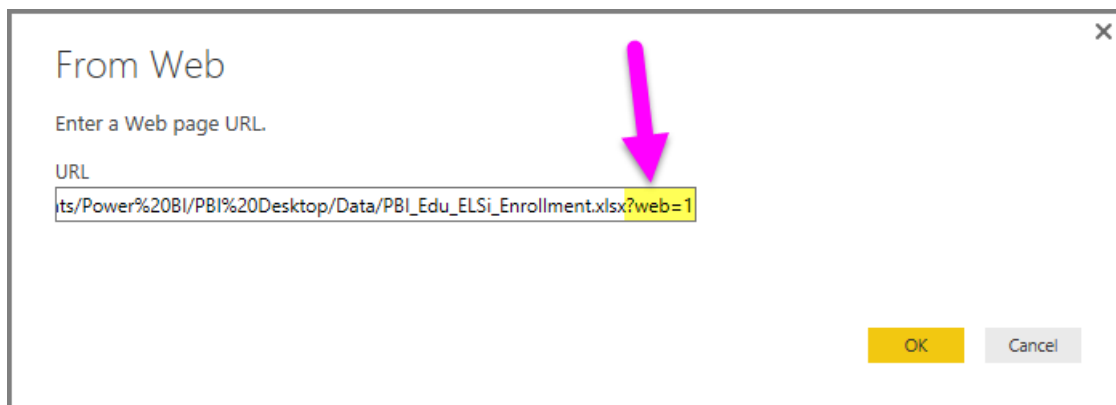 From Web
Enter a Web page URL.
URL
ts/Power%20BI/PBI%20Desktop/Data/PBI_Edu_ELSi_Enrollment.xlsx?web=1
OK
Cancel